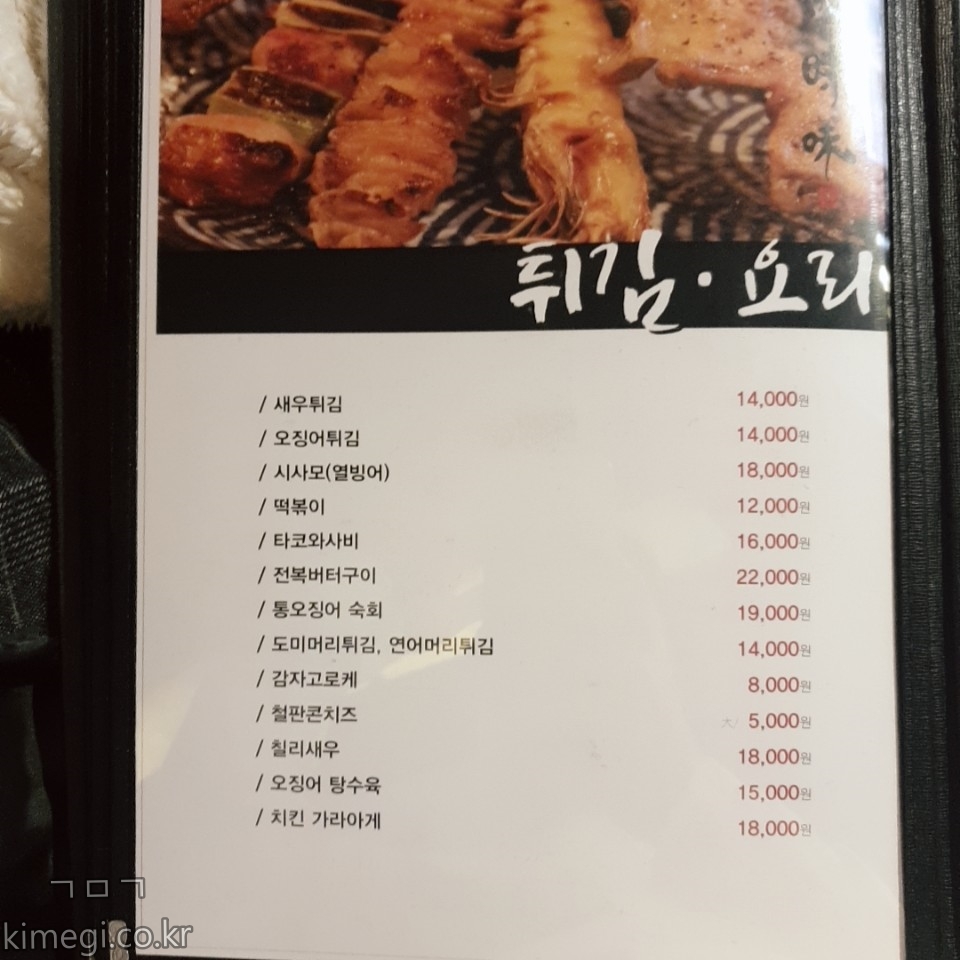 味
튀김·요리
/ 새우튀김 14,000원
/ 오징어튀김 14,000원
/ 시사모(열빙어) 18,000원
/ 떡볶이 12,000원
/ 타코와사비 16,000원
/ 전복버터구이 22,000원
/ 통오징어 숙회 19,000원
/ 도미머리튀김, 연어머리튀김 14,000원
/ 감자고로케 8,000원
/ 철판콘치즈 5,000원
/ 칠리새우 18,000원
/ 오징어 탕수육 15,000원
/ 치킨 가라아게 18,000원
ㄱㅁㄱ
kimegi.co.kr